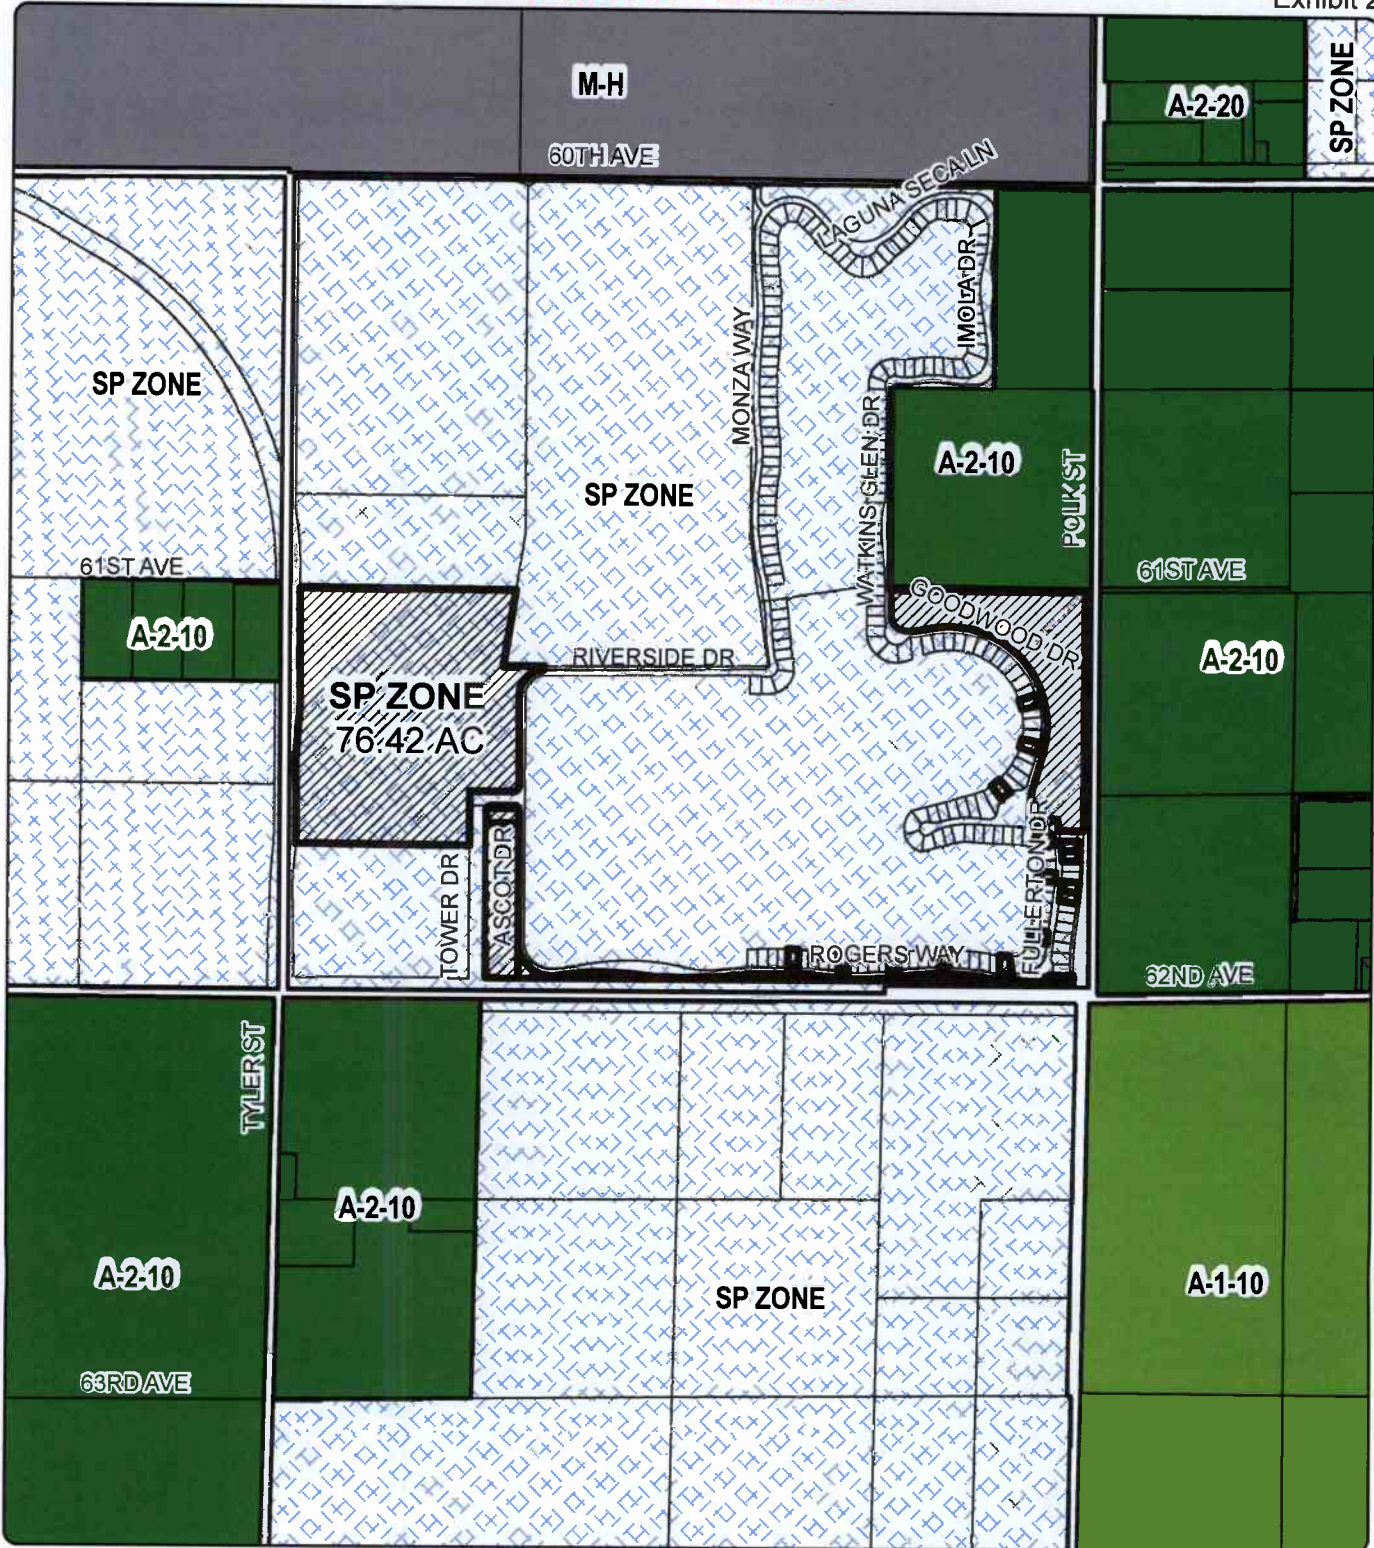 Exhibit 2
M-H
A-2-20
SP ZONE
60TH AVE
LAGUNA SECA LN
IMOLA DR
SP ZONE
MONZA WAY
WATKINS GLEN DR
A-2-10
POLK ST
SP ZONE
61ST AVE
61ST AVE
A-2-10
GOODWOOD DR
A-2-10
RIVERSIDE DR
SP ZONE
76.42 AC
TOWER DR
ASCOT DR
FULLERTON DR
ROGERS WAY
62ND AVE
TYLER ST
A-2-10
A-2-10
SP ZONE
A-1-10
63RD AVE